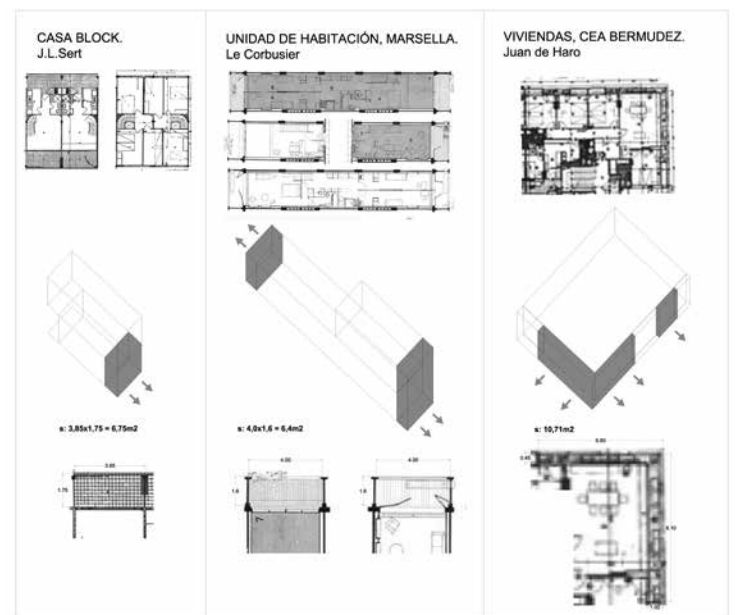 CASA BLOCK.
J.L.Sert
s: 3,85x1,75 = 6,75m2
3.85
1.75
UNIDAD DE HABITACIÓN, MARSELLA.
Le Corbusier
s: 4,0x1,6 = 6,4m2
4.00
4.00
1.6
1.6
VIVIENDAS, CEA BERMUDEZ.
Juan de Haro
s: 10,71m2
0.45